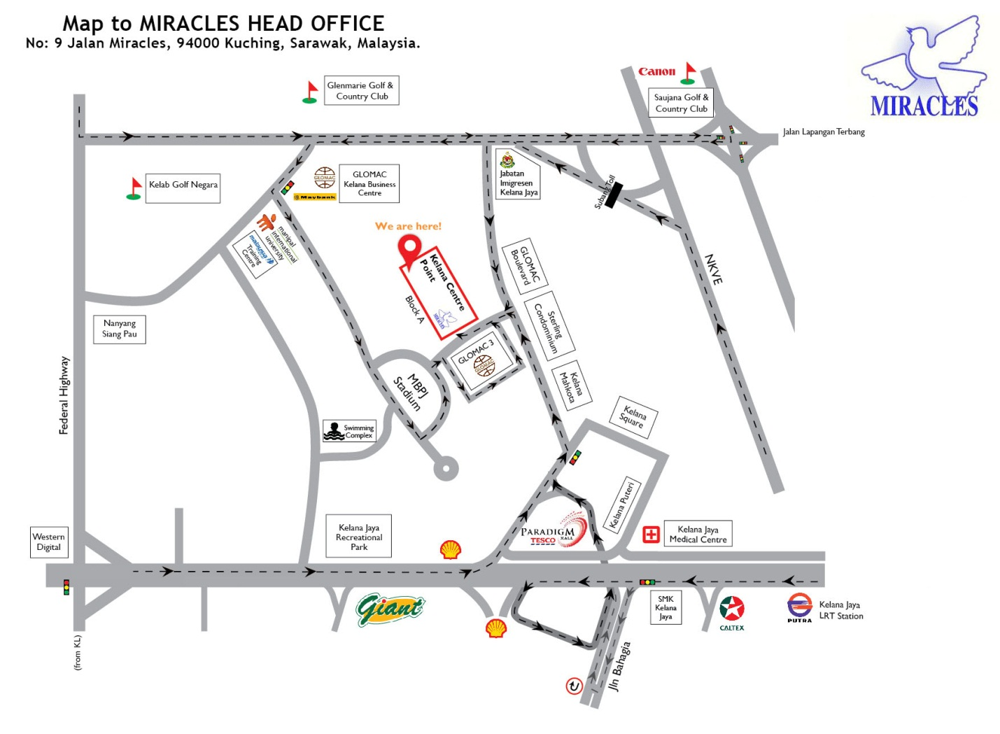 Map to MIRACLES HEAD OFFICE
No: 9 Jalan Miracles, 94000 Kuching, Sarawak, Malaysia.
MIRACLES
Canon
Glenmarie Golf &
Country Club
Saujana Golf &
Country Club
Jalan Lapangan Terbang
Kelab Golf Negara
GLOMAC
GLOMAC
Kelana Business
Centre
Maybank
Jabatan
Imigresen
Kelana Jaya
Subang Toll
manipal
international
university
malaysia
Training
Centre
We are here!
Kelana Centre
Point
MIRACLES
Block A
GLOMAC
Boulevard
NKVE
Sterling
Condominium
Nanyang
Siang Pau
GLOMAC 3
GLOMAC
Kelana
Mahkota
MBPJ
Stadium
Federal Highway
Swimming
Complex
Kelana
Square
Kelana Puteri
Western
Digital
Kelana Jaya
Recreational
Park
PARADIGM
MALL
TESCO
Kelana Jaya
Medical Centre
Giant
SMK
Kelana
Jaya
CALTEX
PUTRA
Kelana Jaya
LRT Station
(from KL)
Jln Bahagia